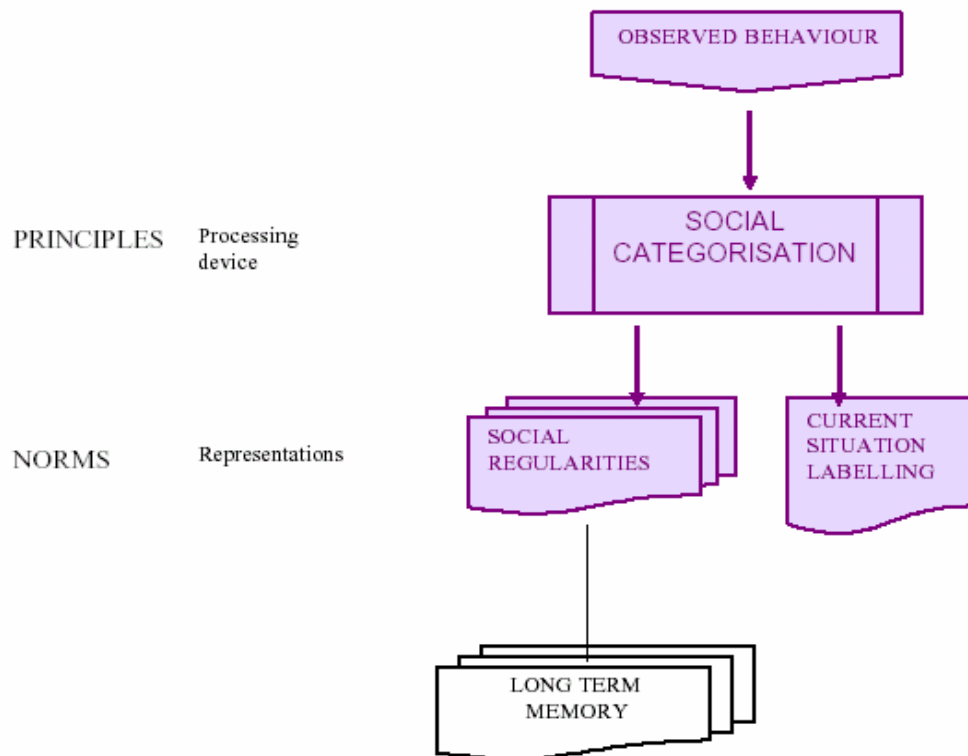 OBSERVED BEHAVIOUR
PRINCIPLES
Processing
device
SOCIAL
CATEGORISATION
NORMS
Representations
SOCIAL
REGULARITIES
CURRENT
SITUATION
LABELLING
LONG TERM
MEMORY